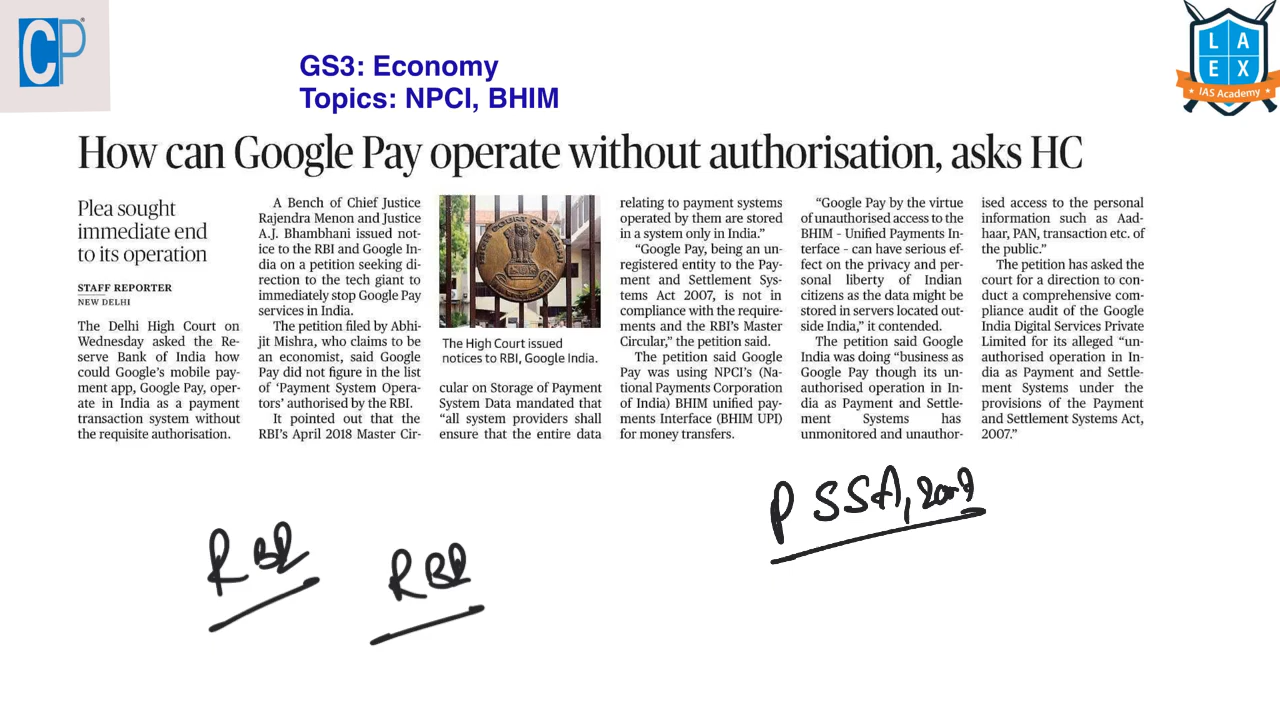 CP
L A
E X
IAS Academy
GS3: Economy
Topics: NPCI, BHIM
How can Google Pay operate without authorisation, asks HC
Plea sought
immediate end
to its operation
STAFF REPORTER
NEW DELHI
The Delhi High Court on
Wednesday asked the Re-
serve Bank of India how
could Google's mobile pay-
ment app, Google Pay, oper-
ate in India as a payment
transaction system without
the requisite authorisation.
A Bench of Chief Justice
Rajendra Menon and Justice
A.J. Bhambhani issued not-
ice to the RBI and Google In-
dia on a petition seeking di-
rection to the tech giant to
immediately stop Google Pay
services in India.
The petition filed by Abhi-
jit Mishra, who claims to be
an economist, said Google
Pay did not figure in the list
of 'Payment System Opera-
tors' authorised by the RBI.
It pointed out that the
RBI's April 2018 Master Cir-
The High Court issued
notices to RBI, Google India.
cular on Storage of Payment
System Data mandated that
"all system providers shall
ensure that the entire data
relating to payment systems
operated by them are stored
in a system only in India."
"Google Pay, being an un-
registered entity to the Pay-
ment and Settlement Sys-
tems Act 2007, is not in
compliance with the require-
ments and the RBI's Master
Circular," the petition said.
The petition said Google
Pay was using NPCI's (Na-
tional Payments Corporation
of India) BHIM unified pay-
ments Interface (BHIM UPI)
for money transfers.
"Google Pay by the virtue
of unauthorised access to the
BHIM - Unified Payments In-
terface - can have serious ef-
fect on the privacy and per-
sonal liberty of Indian
citizens as the data might be
stored in servers located out-
side India," it contended.
The petition said Google
India was doing "business as
Google Pay though its un-
authorised operation in In-
dia as Payment and Settle-
ment Systems has
unmonitored and unauthor-
ised access to the personal
information such as Aad-
haar, PAN, transaction etc. of
the public."
The petition has asked the
court for a direction to con-
duct a comprehensive com-
pliance audit of the Google
India Digital Services Private
Limited for its alleged "un-
authorised operation in In-
dia as Payment and Settle-
ment Systems under the
provisions of the Payment
and Settlement Systems Act,
2007."
PSSA, 2007
RBI
RBI